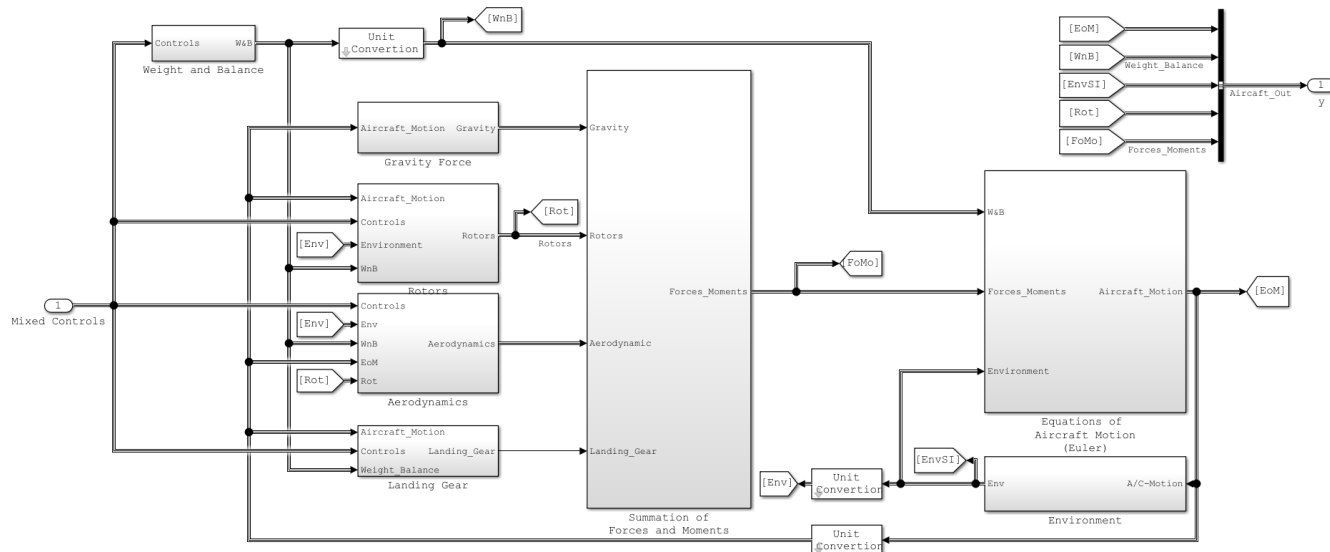 [WnB]
Controls
W&B
Weight and Balance
Unit
Convertion
[EoM]
[WnB]
Weight_Balance
[EnvSI]
Aircaft_Out
1
y
[Rot]
[FoMo]
Forces_Moments
Aircraft_Motion
Gravity
Gravity Force
Gravity
Aircraft_Motion
Controls
[Env]
Environment
WnB
Rotors
Rotors
[Rot]
Rotors
Rotors
1
Mixed Controls
Controls
[Env]
Env
WnB
EoM
[Rot]
Rot
Aerodynamics
Aerodynamics
Aerodynamic
Aircraft_Motion
Controls
Weight_Balance
Landing_Gear
Landing Gear
Landing_Gear
Forces_Moments
Summation of
Forces and Moments
[FoMo]
W&B
Forces_Moments
Environment
Aircraft_Motion
Equations of
Aircraft Motion
(Euler)
[EoM]
[EnvSI]
[Env]
Unit
Convertion
Env
A/C-Motion
Environment
Unit
Convertion